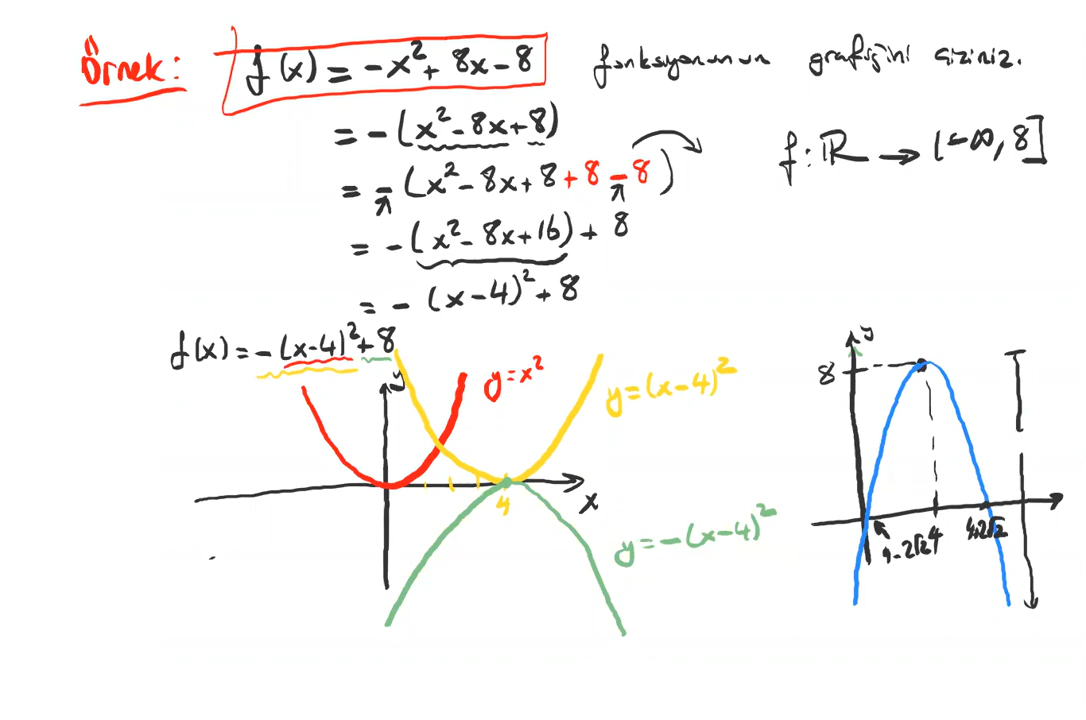 Örnek: f(x) = -x² + 8x - 8 fonksiyonunun grafiğini çiziniz.
= -(x² - 8x + 8)
f: ℝ → [-∞, 8]
= -(x² - 8x + 8 + 8 - 8)
= -(x² - 8x + 16) + 8
= -(x-4)² + 8
f(x) = -(x-4)² + 8
y
y = x²
y = (x-4)²
4
x
y = -(x-4)²
y
8
4-2√2
4
4+2√2